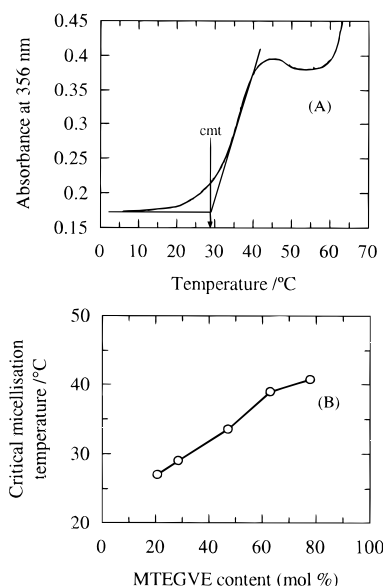 0.45
0.4
0.35
0.3
0.25
0.2
0.15
Absorbance at 356 nm
cmt
(A)
0 10 20 30 40 50 60 70
Temperature /°C
50
40
30
20
Critical micellisation
temperature /°C
(B)
0 20 40 60 80 100
MTEGVE content (mol %)